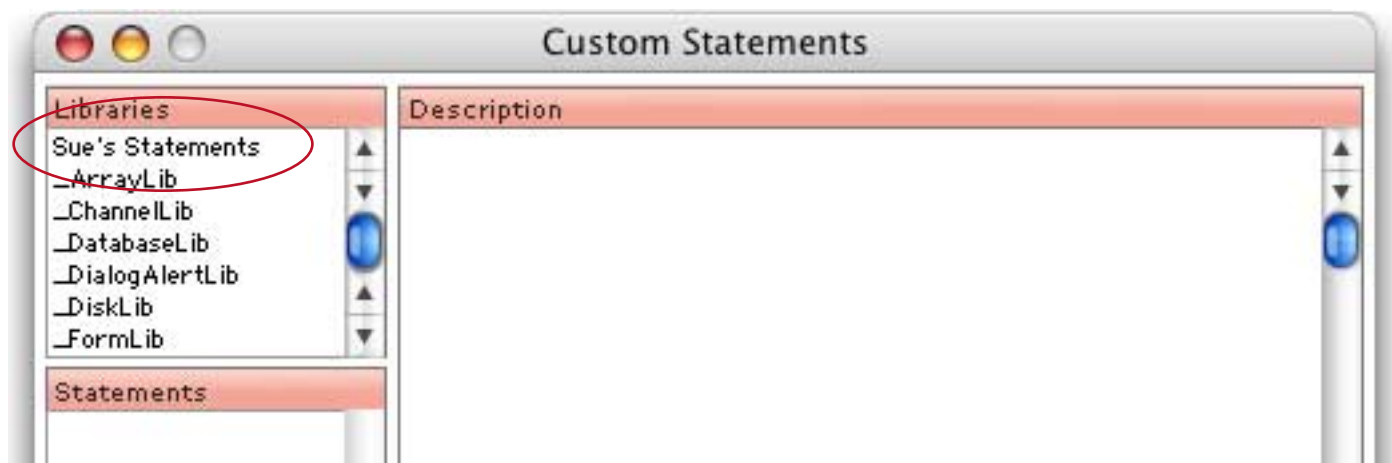 Custom Statements
Libraries
Sue's Statements
_ArrayLib
_ChannelLib
_DatabaseLib
_DialogAlertLib
_DiskLib
_FormLib
Statements
Description